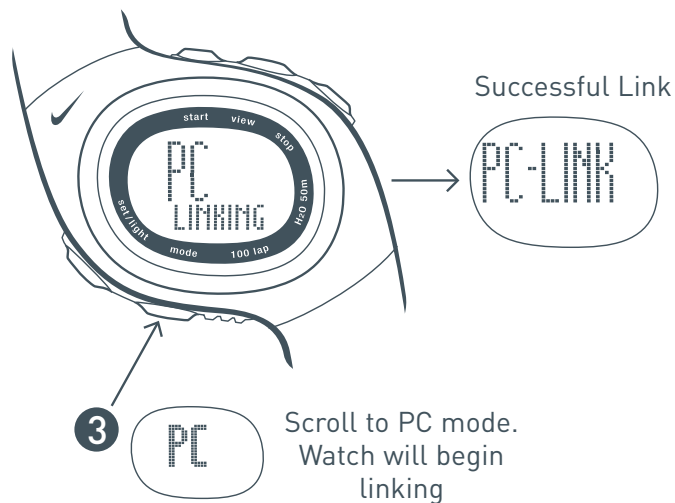 Successful Link
start view stop
PC
LINKING
set/light
mode
100 lap
H2O 50m
PC-LINK
3
PC
Scroll to PC mode.
Watch will begin
linking